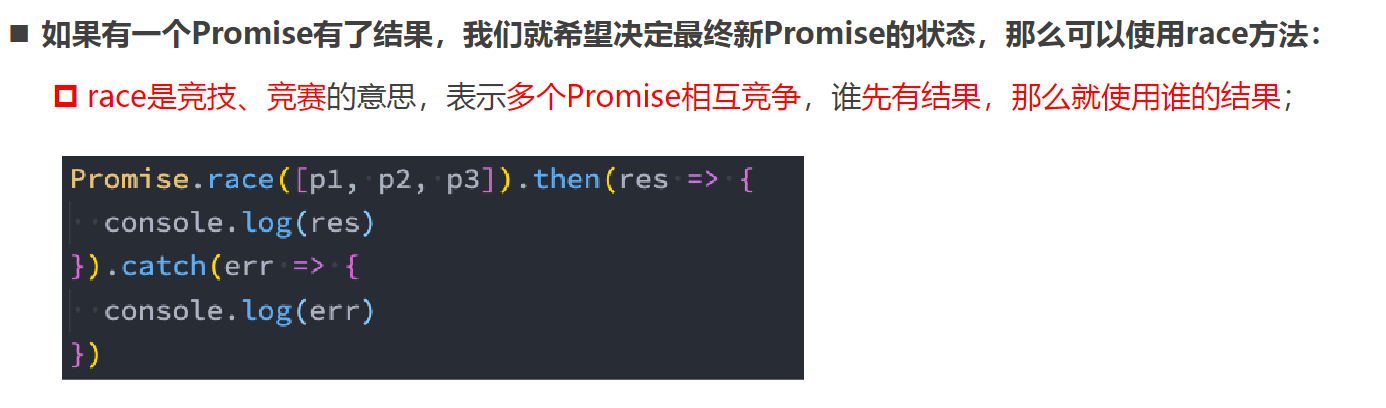 如果有一个Promise有了结果，我们就希望决定最终新Promise的状态，那么可以使用race方法：
race是竞技、竞赛的意思，表示多个Promise相互竞争，谁先有结果，那么就使用谁的结果；
Promise.race([p1, p2, p3]).then(res => {
  console.log(res)
}).catch(err => {
  console.log(err)
})